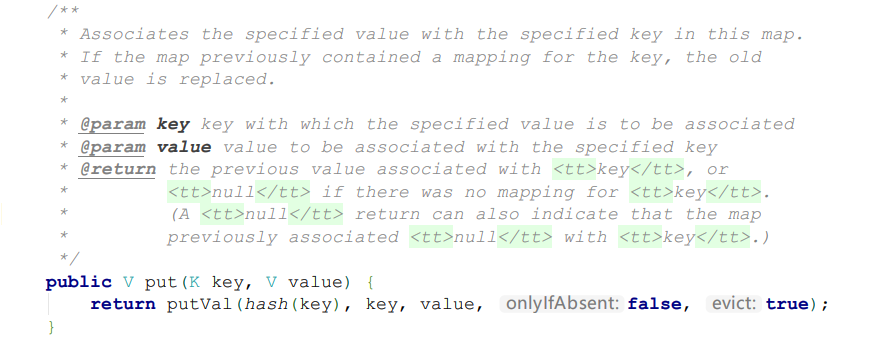 /**
* Associates the specified value with the specified key in this map.
* If the map previously contained a mapping for the key, the old
* value is replaced.
*
* @param key key with which the specified value is to be associated
* @param value value to be associated with the specified key
* @return the previous value associated with <tt>key</tt>, or
* <tt>null</tt> if there was no mapping for <tt>key</tt>.
* (A <tt>null</tt> return can also indicate that the map
* previously associated <tt>null</tt> with <tt>key</tt>.)
*/
public V put(K key, V value) {
return putVal(hash(key), key, value, onlyIfAbsent: false, evict: true);
}